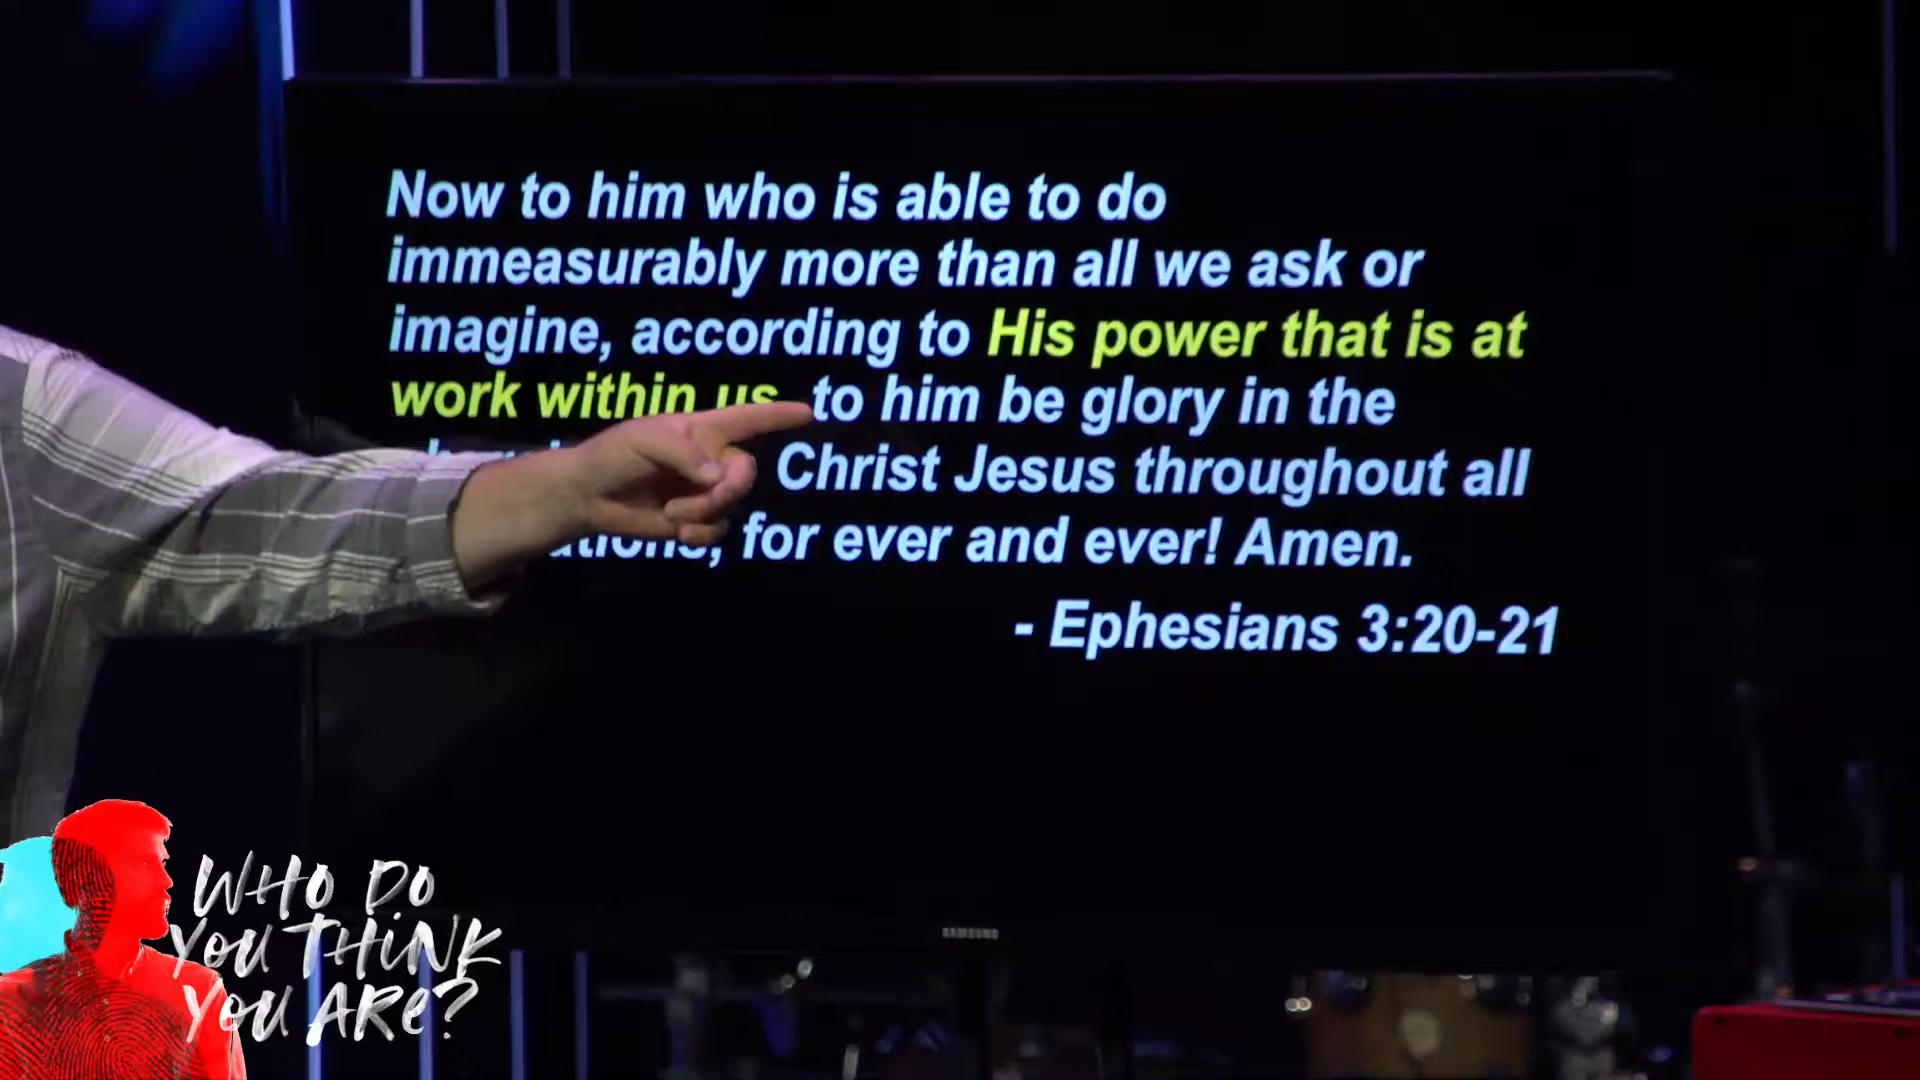 Now to him who is able to do
immeasurably more than all we ask or
imagine, according to His power that is at
work within us, to him be glory in the
Christ Jesus throughout all
for ever and ever! Amen.
- Ephesians 3:20-21
SAMSUNG
WHO DO
YOU THINK
YOU ARE?